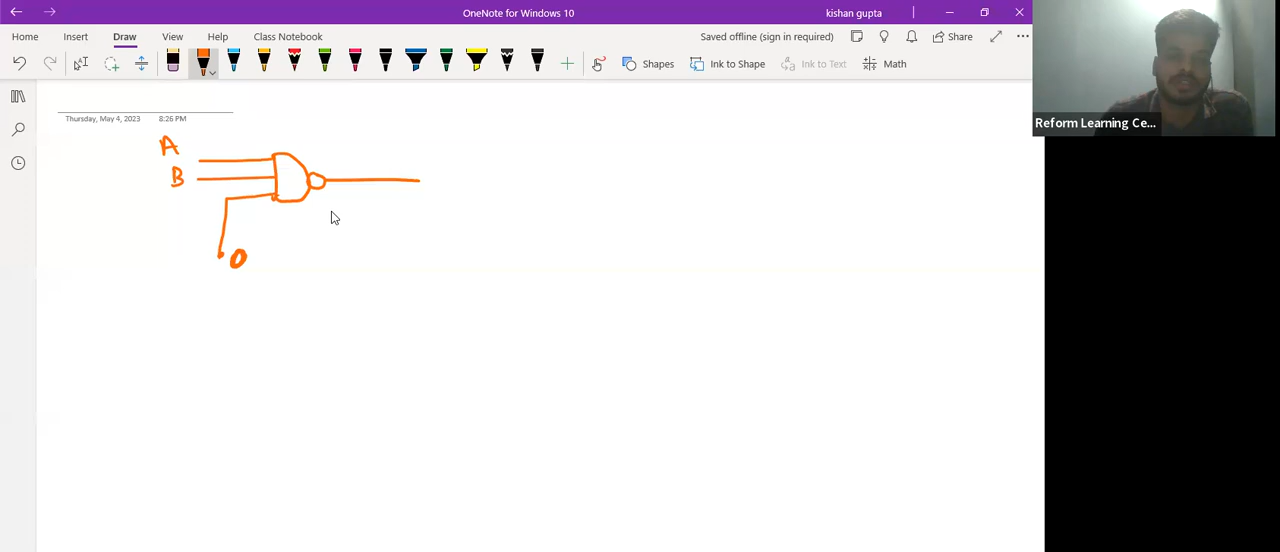 OneNote for Windows 10
kishan gupta
Home Insert Draw View Help Class Notebook
Saved offline (sign in required)
Share
Shapes
Ink to Shape
Ink to Text
Math
Thursday, May 4, 2023 8:26 PM
A
B
0
Reform Learning Ce...